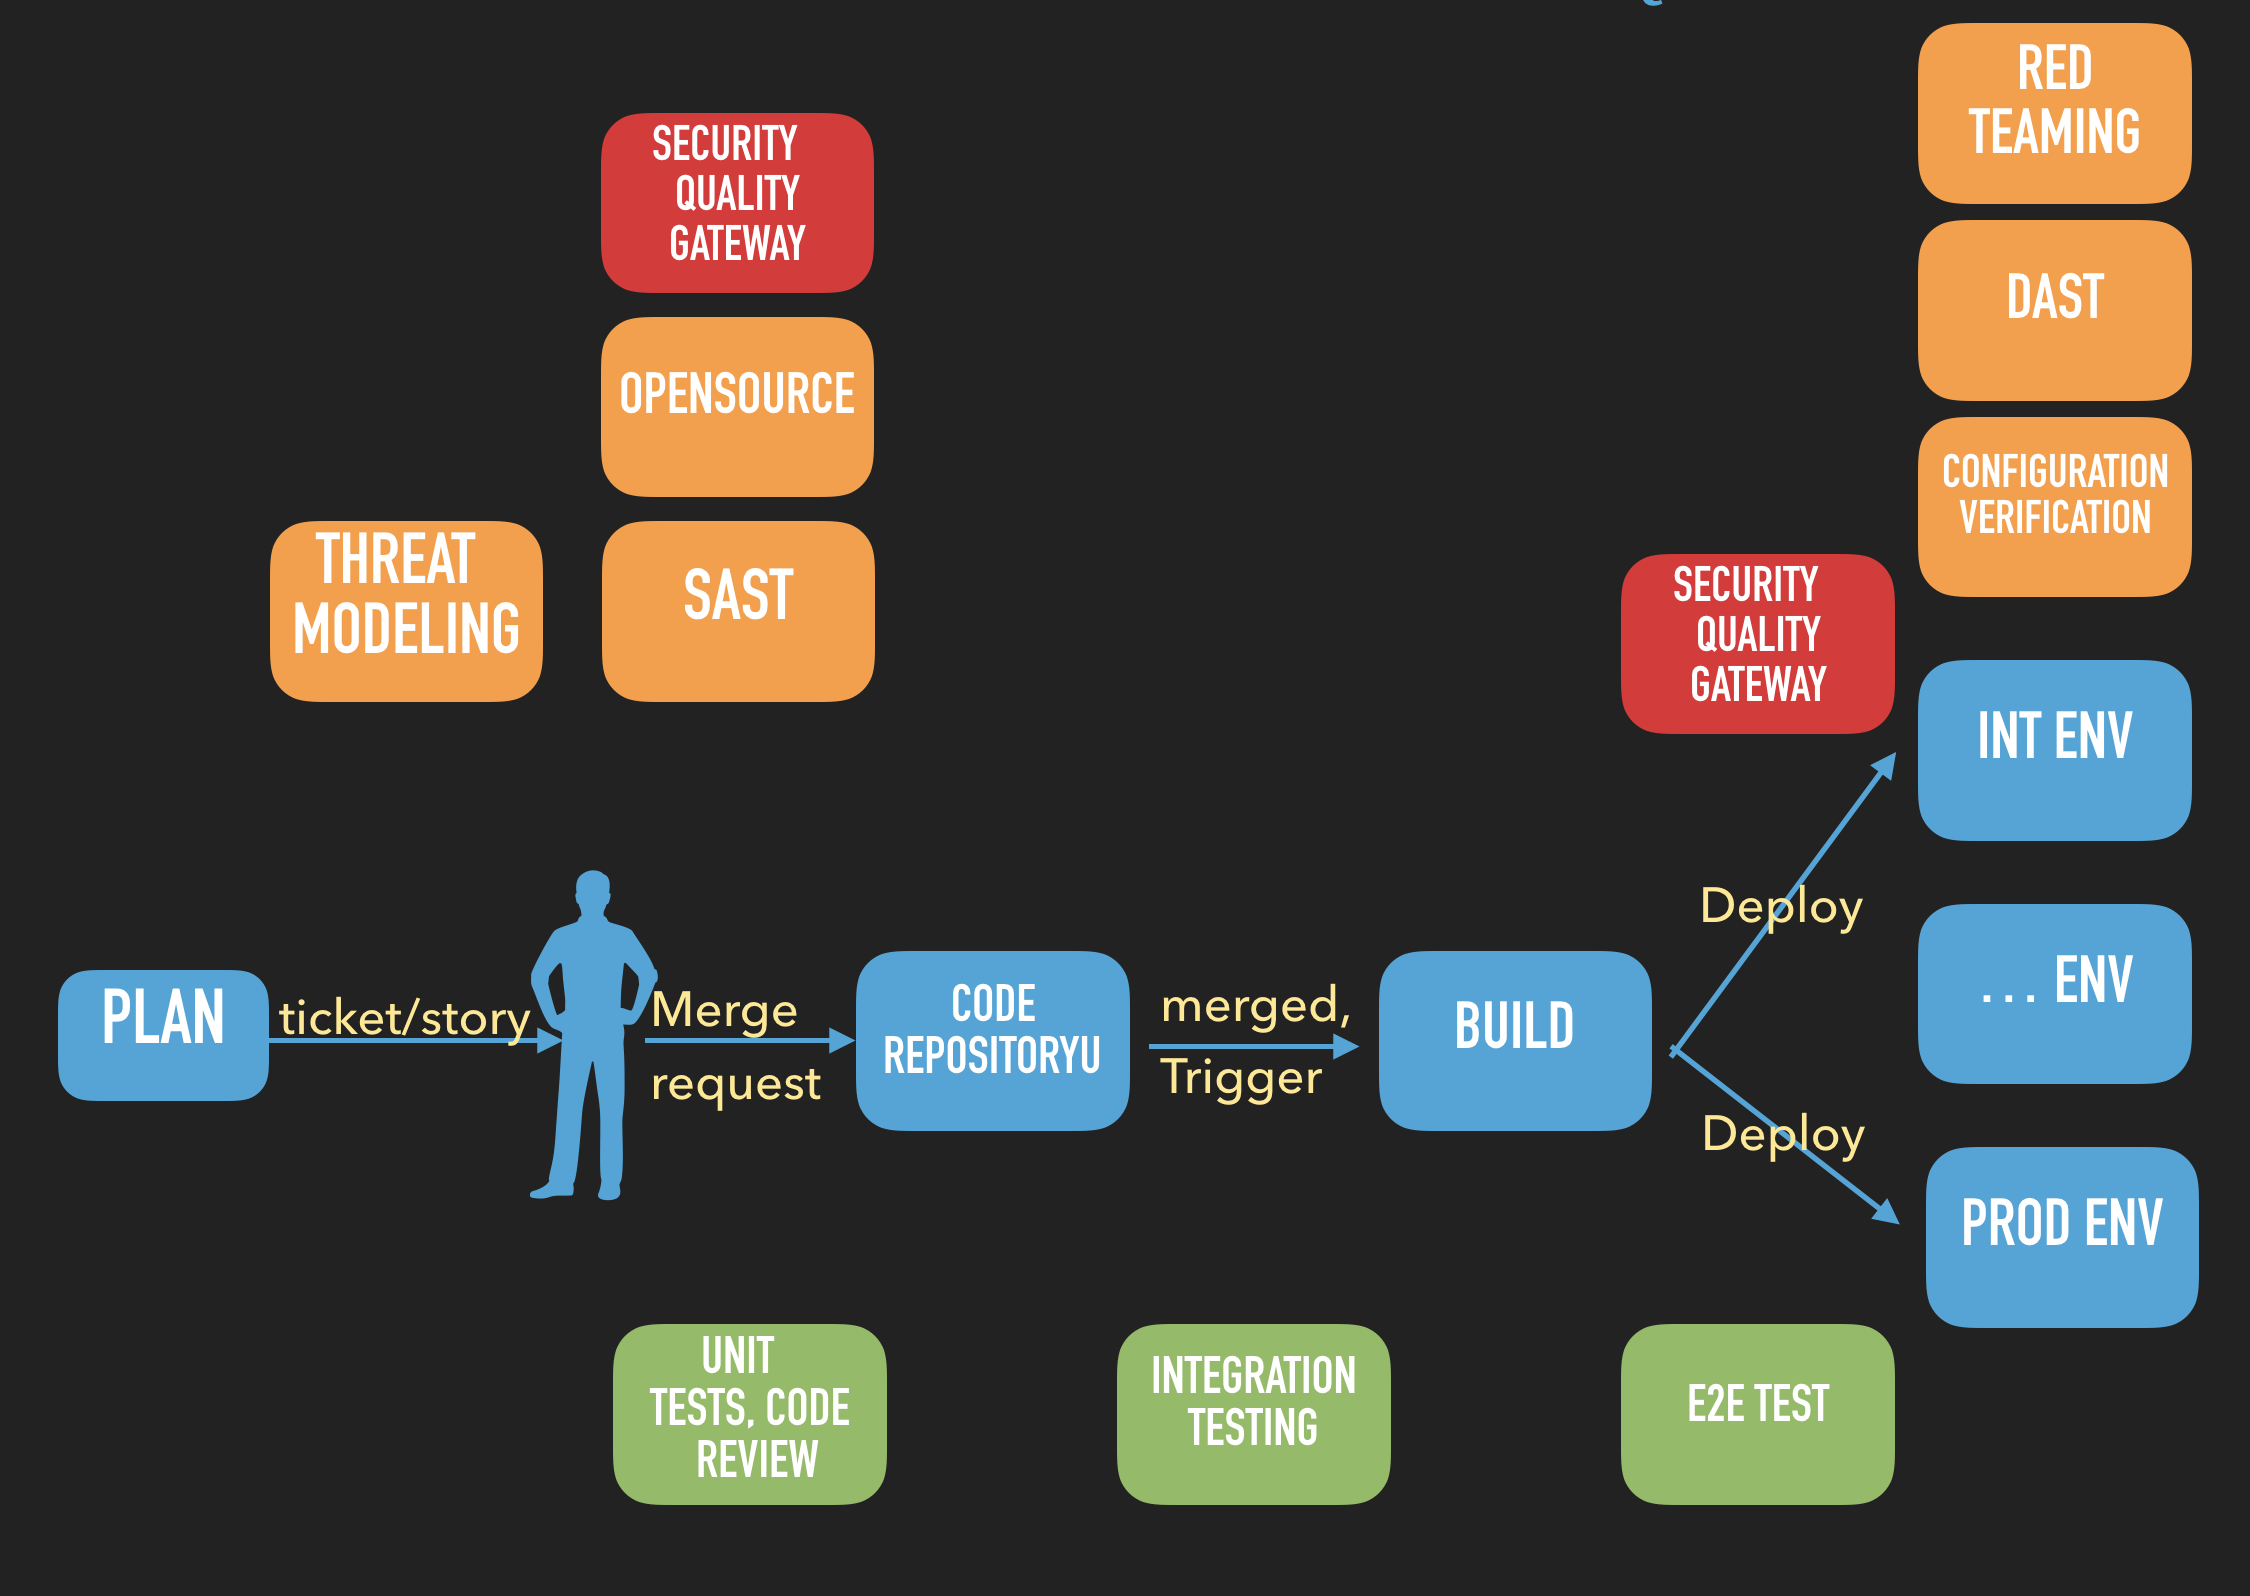 RED
TEAMING
SECURITY
QUALITY
GATEWAY
DAST
OPENSOURCE
CONFIGURATION
VERIFICATION
THREAT
MODELING
SAST
SECURITY
QUALITY
GATEWAY
INT ENV
Deploy
PLAN
ticket/story
Merge
request
CODE
REPOSITORYU
merged,
Trigger
BUILD
... ENV
Deploy
PROD ENV
UNIT
TESTS, CODE
REVIEW
INTEGRATION
TESTING
E2E TEST